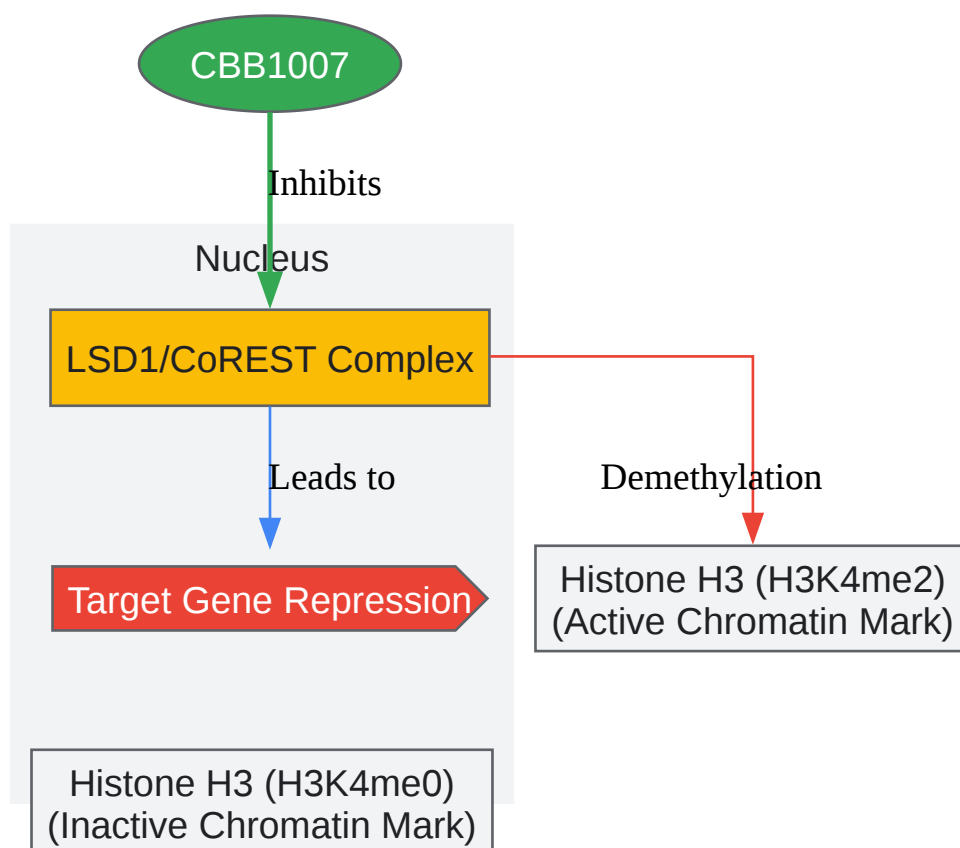 CBB1007
Inhibits
Nucleus
LSD1/CoREST Complex
Leads to
Demethylation
Target Gene Repression
Histone H3 (H3K4me2)
(Active Chromatin Mark)
Histone H3 (H3K4me0)
(Inactive Chromatin Mark)